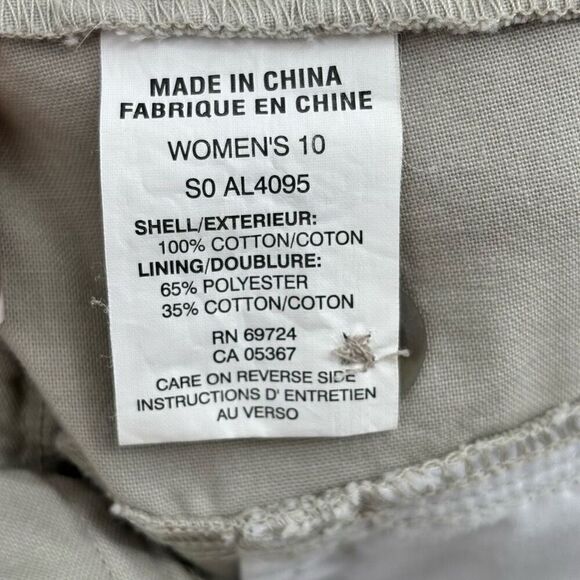 MADE IN CHINA
FABRIQUE EN CHINE
WOMEN'S 10
S0 AL4095
SHELL/EXTERIEUR:
100% COTTON/COTON
LINING/DOUBLURE:
65% POLYESTER
35% COTTON/COTON
RN 69724
CA 05367
CARE ON REVERSE SIDE
INSTRUCTIONS D' ENTRETIEN
AU VERSO